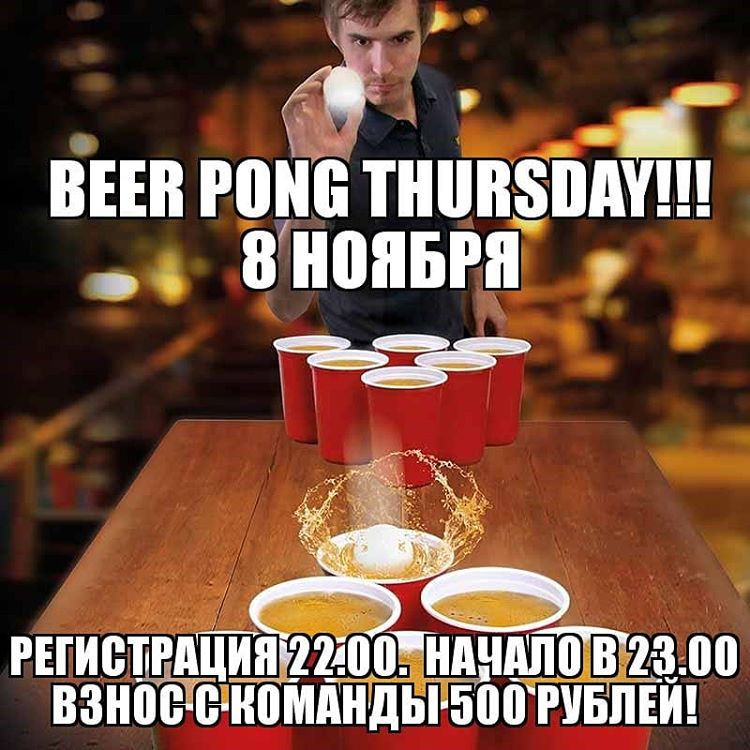 BEER PONG THURSDAY!!!
8 НОЯБРЯ
РЕГИСТРАЦИЯ 22.00. НАЧАЛО В 23.00
ВЗНОС С КОМАНДЫ 500 РУБЛЕЙ!